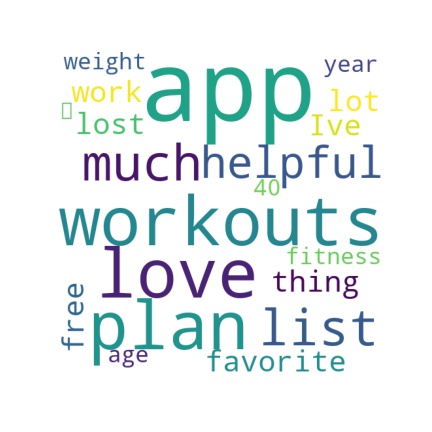 weight
app
year
work
lot
lost
Ive
much
helpful
40
workouts
love
fitness
thing
free
plan
list
age
favorite